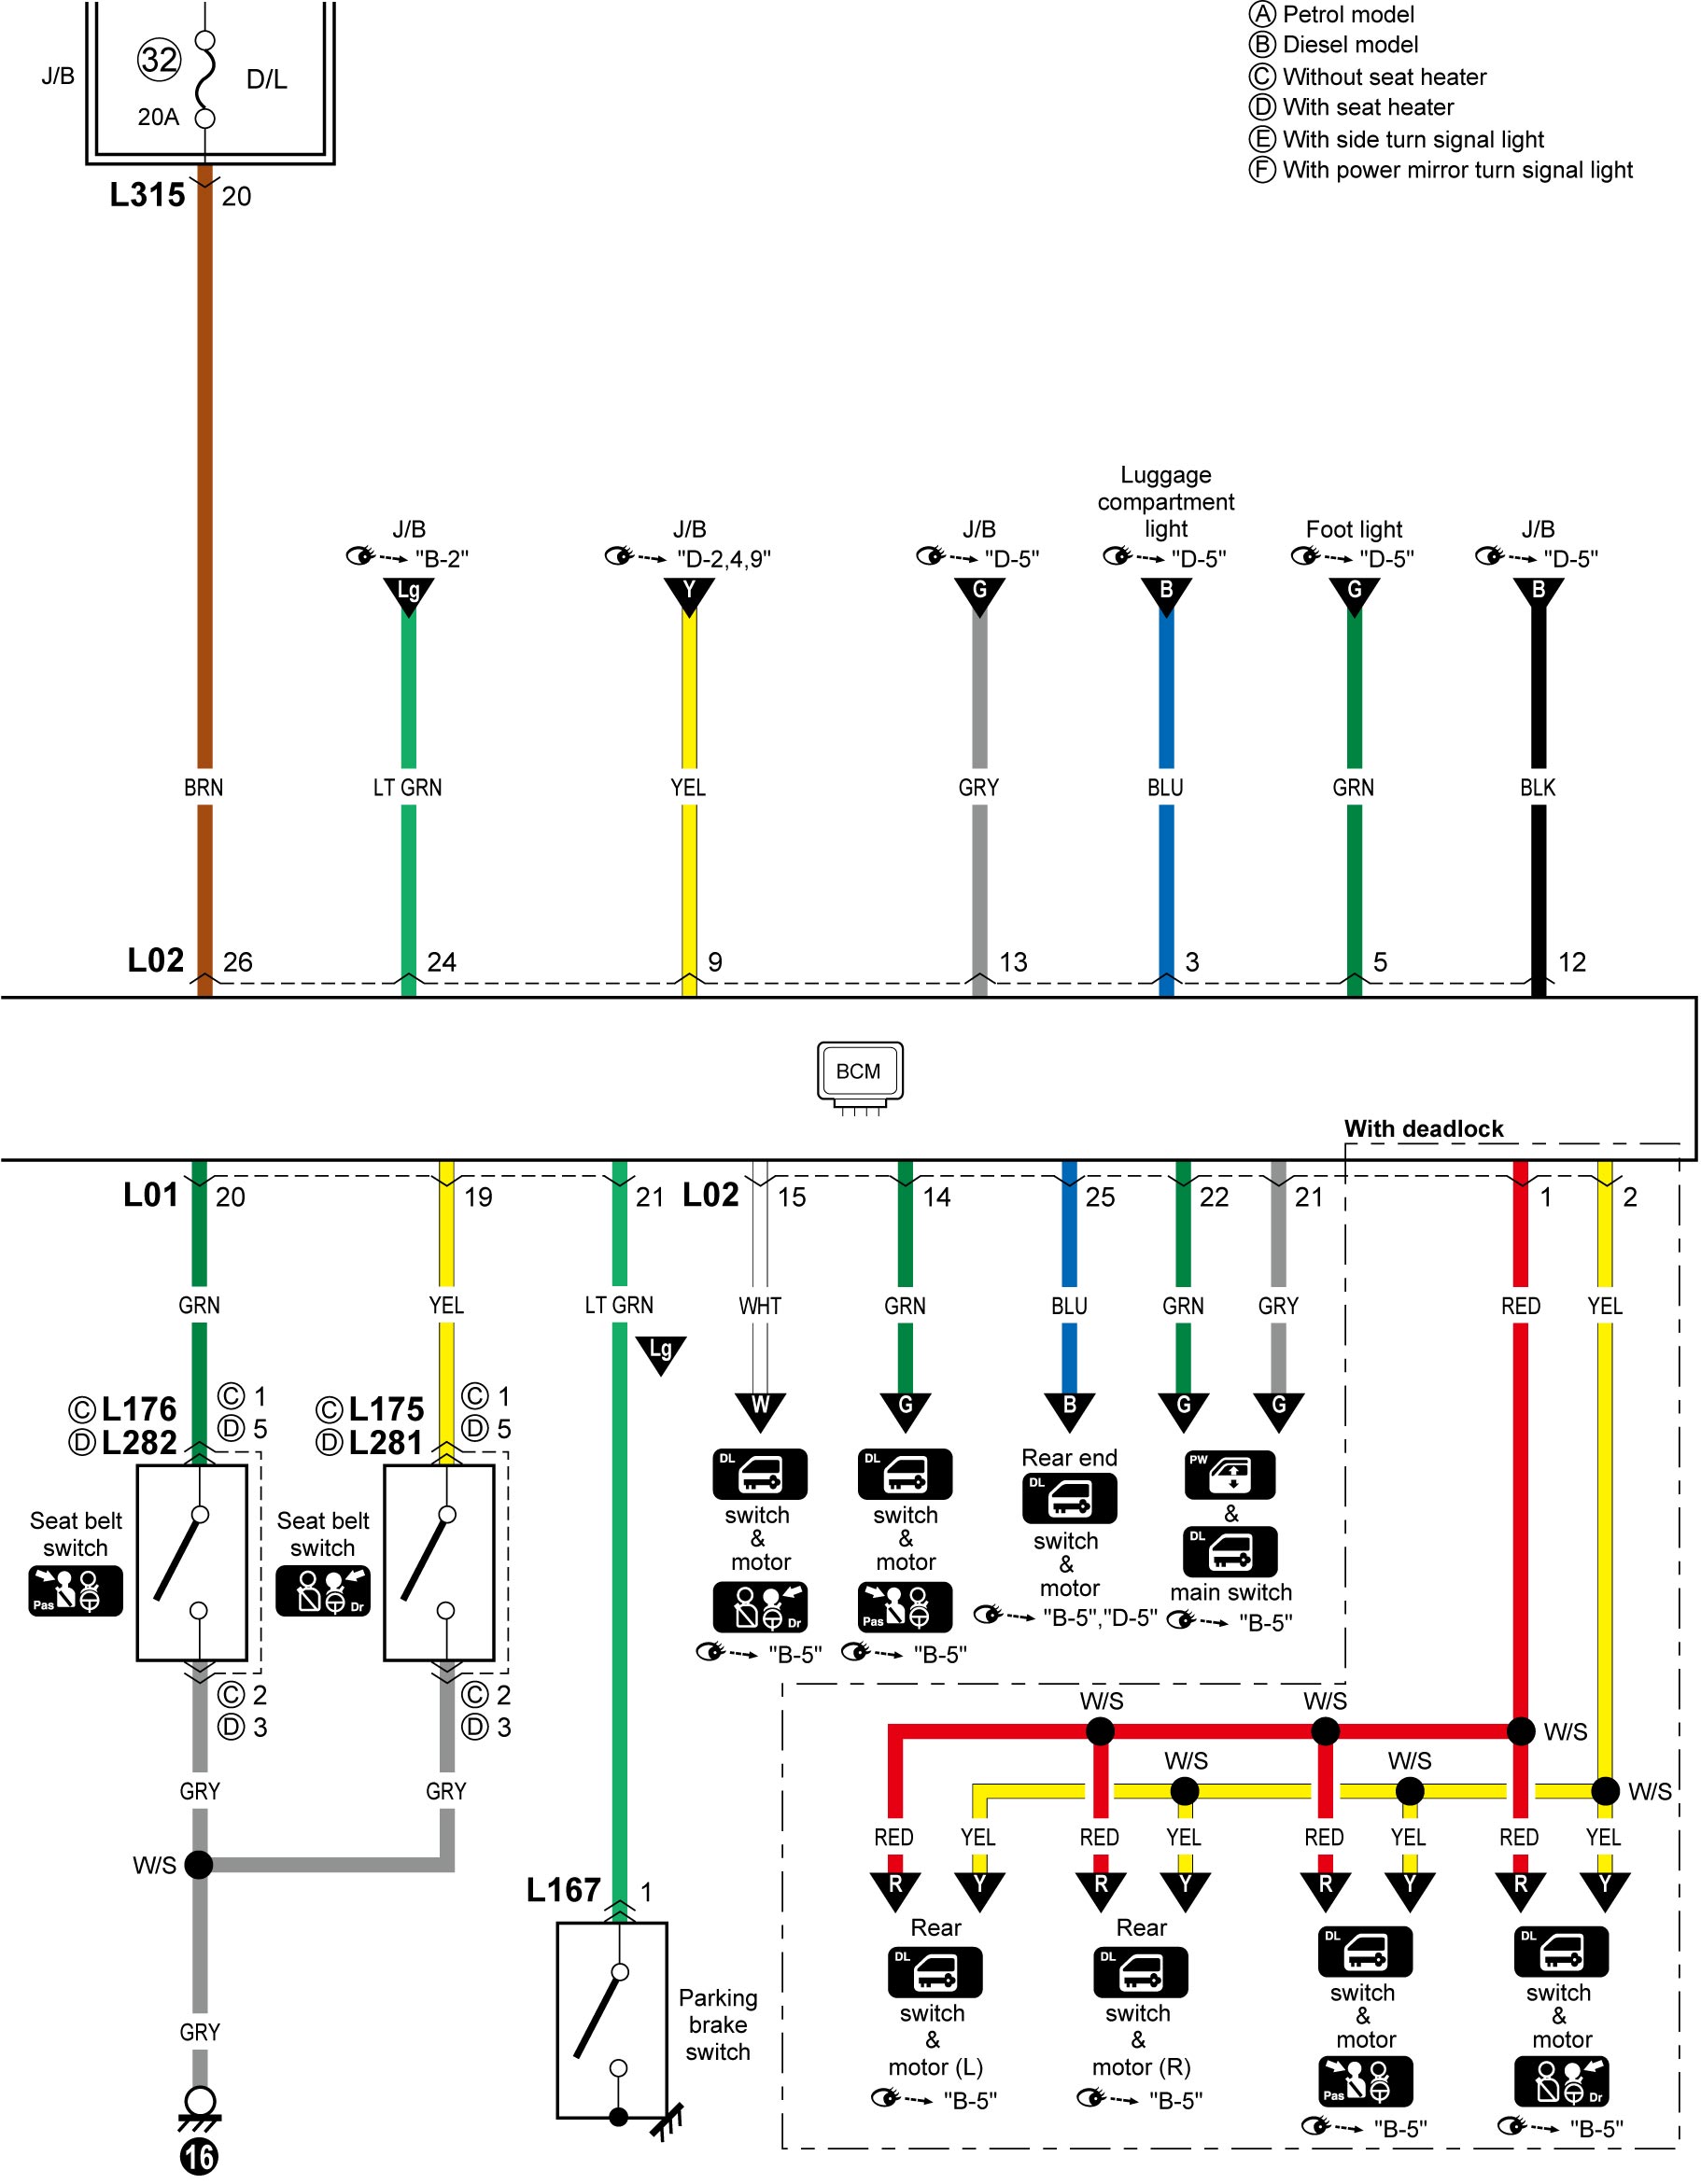 Ⓐ Petrol model
Ⓑ Diesel model
Ⓒ Without seat heater
Ⓓ With seat heater
Ⓔ With side turn signal light
Ⓕ With power mirror turn signal light
J/B
32
D/L
20A
L315 20
Luggage
compartment
light
J/B
"B-2"
Lg
J/B
"D-2,4,9"
Y
J/B
"D-5"
G
"D-5"
B
Foot light
"D-5"
G
J/B
"D-5"
B
BRN LT GRN YEL GRY BLU GRN BLK
L02 26 24 9 13 3 5 12
BCM
With deadlock
L01 20 19 21 L02 15 14 25 22 21 1 2
GRN YEL LT GRN WHT GRN BLU GRN GRY RED YEL
Lg
W G B G G
Ⓒ L176 Ⓒ 1
Ⓓ L282 Ⓓ 5
Ⓒ L175 Ⓒ 1
Ⓓ L281 Ⓓ 5
Seat belt
switch
Pas
Seat belt
switch
Dr
DL
switch
&
motor
Dr
"B-5"
DL
switch
&
motor
Pas
"B-5"
Rear end
DL
switch
&
motor
"B-5","D-5"
PW
&
DL
main switch
"B-5"
Ⓒ 2
Ⓓ 3
Ⓒ 2
Ⓓ 3
W/S W/S W/S
W/S W/S W/S
GRY GRY
RED YEL RED YEL RED YEL RED YEL
W/S
R Y R Y R Y R Y
L167 1
Rear
DL
switch
&
motor (L)
"B-5"
Rear
DL
switch
&
motor (R)
"B-5"
DL
switch
&
motor
Pas
"B-5"
DL
switch
&
motor
Dr
"B-5"
Parking
brake
switch
GRY
16